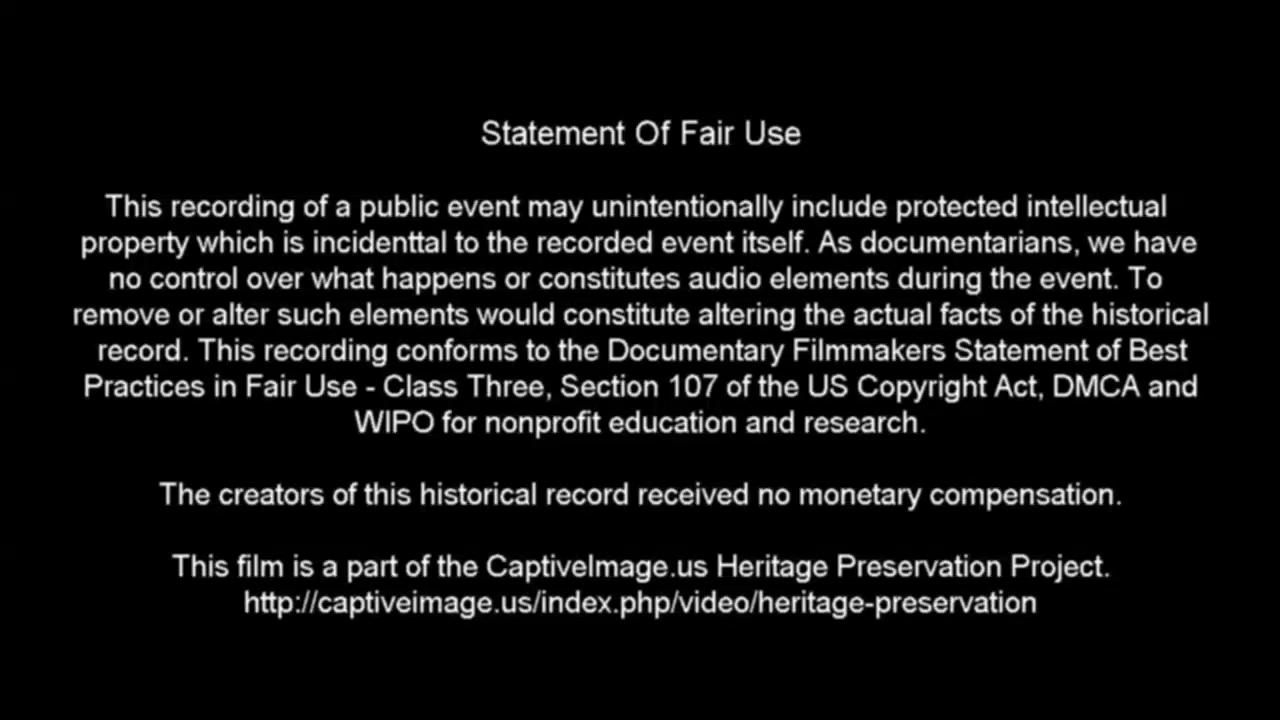 Statement Of Fair Use
This recording of a public event may unintentionally include protected intellectual
property which is incidenttal to the recorded event itself. As documentarians, we have
no control over what happens or constitutes audio elements during the event. To
remove or alter such elements would constitute altering the actual facts of the historical
record. This recording conforms to the Documentary Filmmakers Statement of Best
Practices in Fair Use - Class Three, Section 107 of the US Copyright Act, DMCA and
WIPO for nonprofit education and research.
The creators of this historical record received no monetary compensation.
This film is a part of the CaptiveImage.us Heritage Preservation Project.
http://captiveimage.us/index.php/video/heritage-preservation